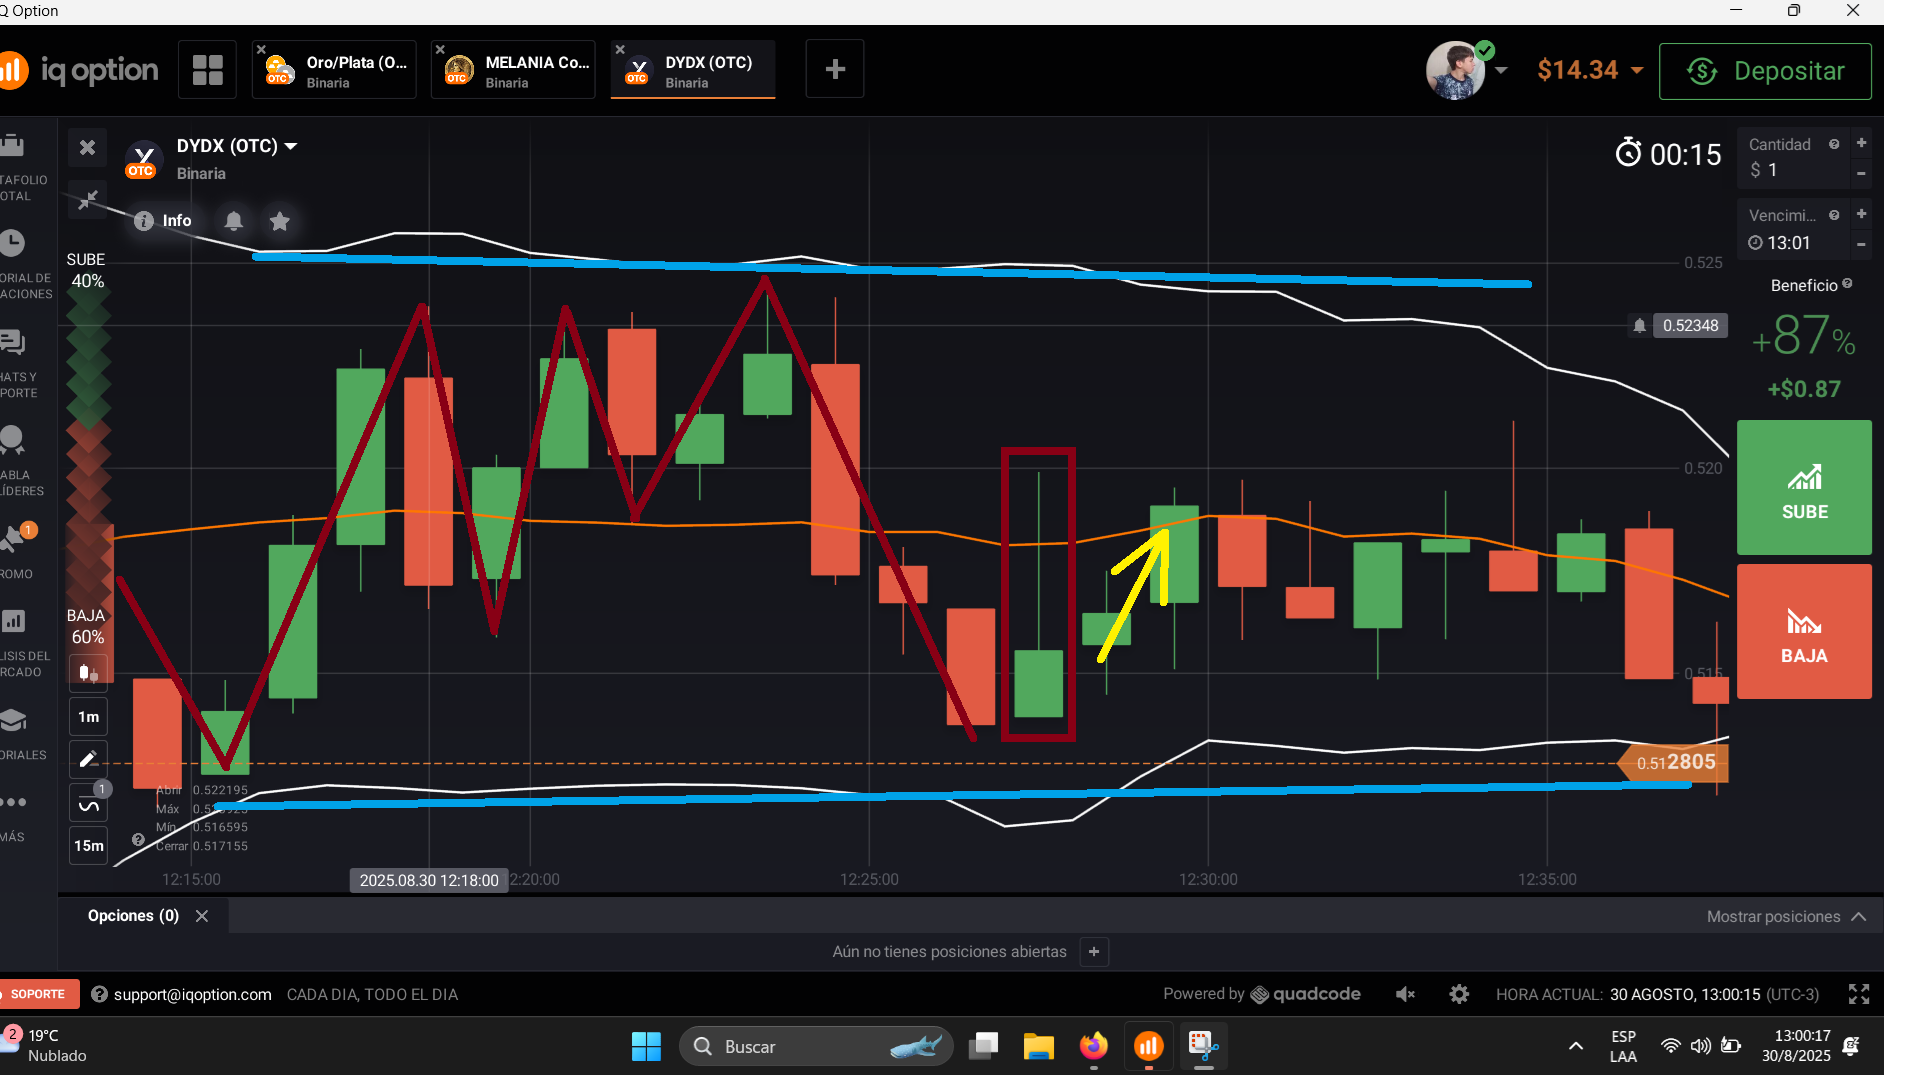 Q Option
iq option
Oro/Plata (O...
Binaria
MELANIA Co...
Binaria
DYDX (OTC)
Binaria
$14.34
Depositar
DYDX (OTC)
Binaria
OTC
Info
00:15
Cantidad
$ 1
Vencimi...
13:01
Beneficio
+87%
+$0.87
SUBE
BAJA
TAFOLIO
OTAL
ORIAL DE
ACIONES
HATS Y
PORTE
ABLA
LÍDERES
1
ROMO
LISIS DEL
RCADO
ORIALES
MÁS
SUBE
40%
BAJA
60%
1m
1
15m
0.525
0.52348
0.520
0.515
0.512805
Abrir 0.522195
Máx
Mín 0.516595
Cerrar 0.517155
12:15:00
2025.08.30 12:18:00
2:20:00
12:25:00
12:30:00
12:35:00
Opciones (0)
Mostrar posiciones
Aún no tienes posiciones abiertas
SOPORTE
support@iqoption.com
CADA DIA, TODO EL DIA
Powered by quadcode
HORA ACTUAL: 30 AGOSTO, 13:00:15 (UTC-3)
2
19°C
Nublado
Buscar
ESP
LAA
13:00:17
30/8/2025